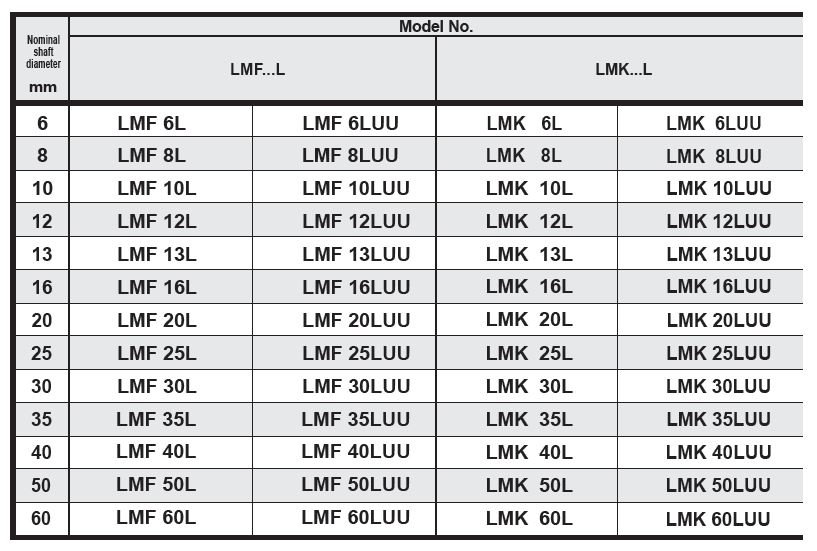 Model No.
Nominal
shaft
diameter
mm
LMF...L LMK...L
6 LMF 6L LMF 6LUU LMK 6L LMK 6LUU
8 LMF 8L LMF 8LUU LMK 8L LMK 8LUU
10 LMF 10L LMF 10LUU LMK 10L LMK 10LUU
12 LMF 12L LMF 12LUU LMK 12L LMK 12LUU
13 LMF 13L LMF 13LUU LMK 13L LMK 13LUU
16 LMF 16L LMF 16LUU LMK 16L LMK 16LUU
20 LMF 20L LMF 20LUU LMK 20L LMK 20LUU
25 LMF 25L LMF 25LUU LMK 25L LMK 25LUU
30 LMF 30L LMF 30LUU LMK 30L LMK 30LUU
35 LMF 35L LMF 35LUU LMK 35L LMK 35LUU
40 LMF 40L LMF 40LUU LMK 40L LMK 40LUU
50 LMF 50L LMF 50LUU LMK 50L LMK 50LUU
60 LMF 60L LMF 60LUU LMK 60L LMK 60LUU